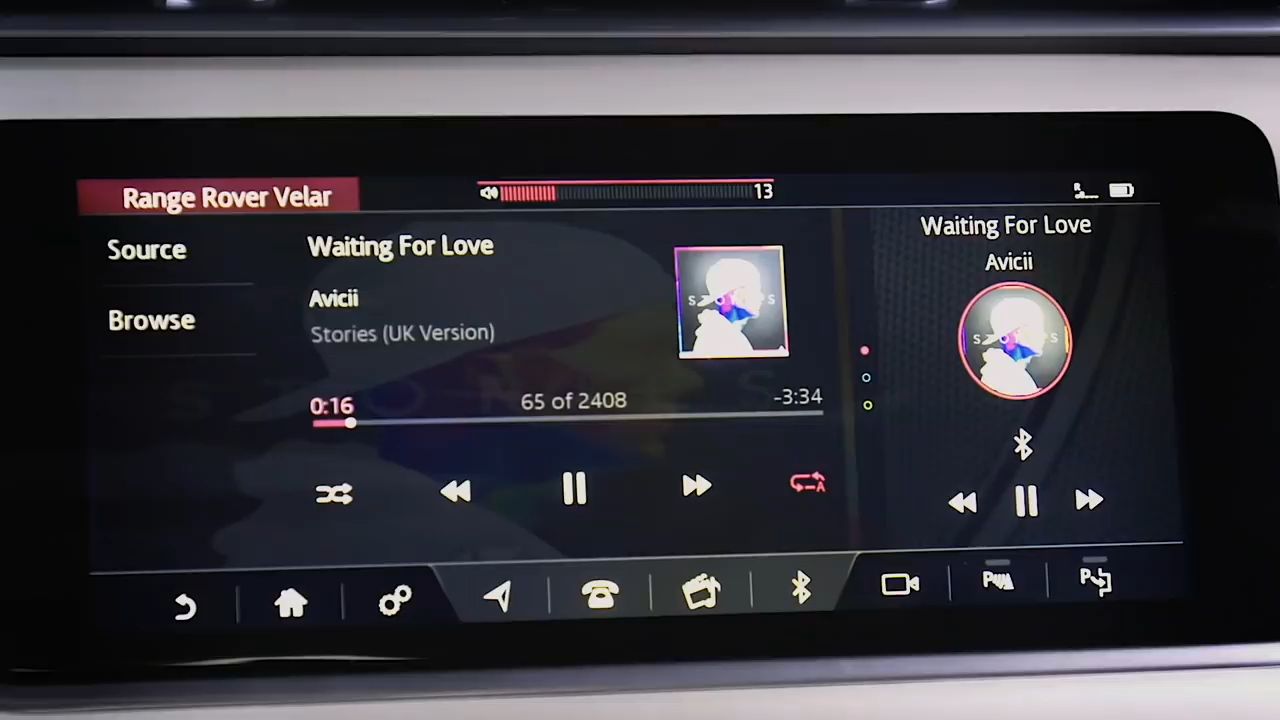 Range Rover Velar
13
Source
Browse
Waiting For Love
Avicii
Stories (UK Version)
0:16
65 of 2408
-3:34
A
Waiting For Love
Avicii
S T O R I E S